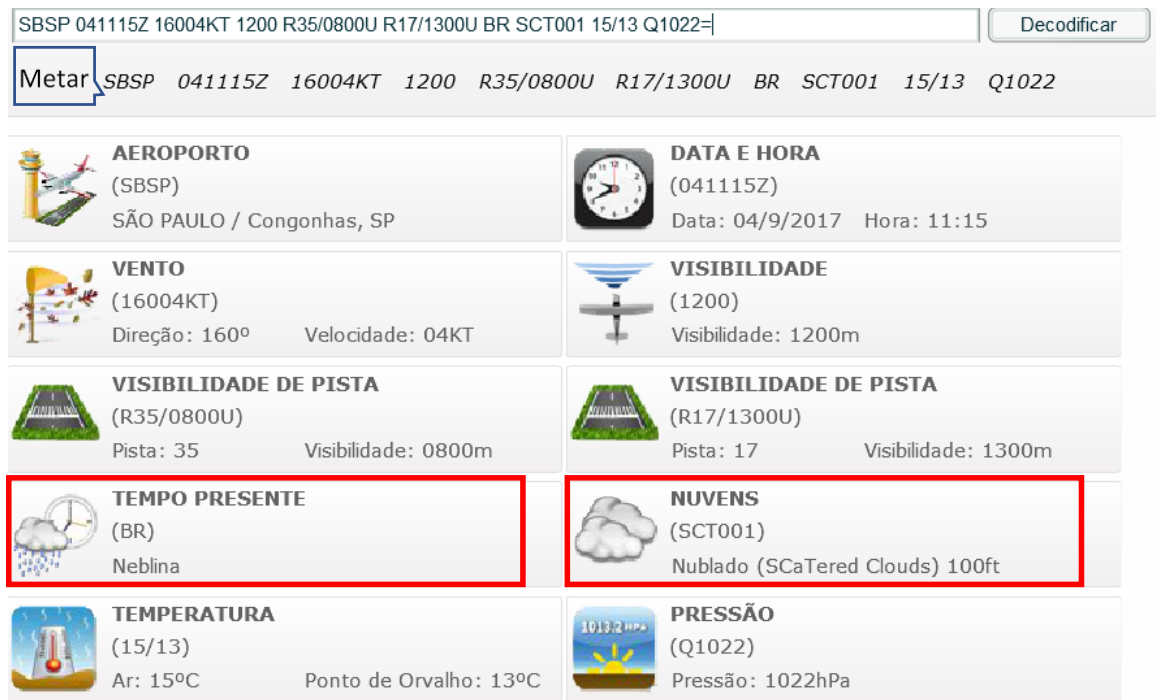 SBSP 041115Z 16004KT 1200 R35/0800U R17/1300U BR SCT001 15/13 Q1022=
Decodificar
Metar SBSP 041115Z 16004KT 1200 R35/0800U R17/1300U BR SCT001 15/13 Q1022
AEROPORTO
(SBSP)
SÃO PAULO / Congonhas, SP
DATA E HORA
(041115Z)
Data: 04/9/2017 Hora: 11:15
VENTO
(16004KT)
Direção: 160º Velocidade: 04KT
VISIBILIDADE
(1200)
Visibilidade: 1200m
VISIBILIDADE DE PISTA
(R35/0800U)
Pista: 35 Visibilidade: 0800m
VISIBILIDADE DE PISTA
(R17/1300U)
Pista: 17 Visibilidade: 1300m
TEMPO PRESENTE
(BR)
Neblina
NUVENS
(SCT001)
Nublado (SCaTered Clouds) 100ft
TEMPERATURA
(15/13)
Ar: 15ºC Ponto de Orvalho: 13ºC
1013.2 HPa
PRESSÃO
(Q1022)
Pressão: 1022hPa